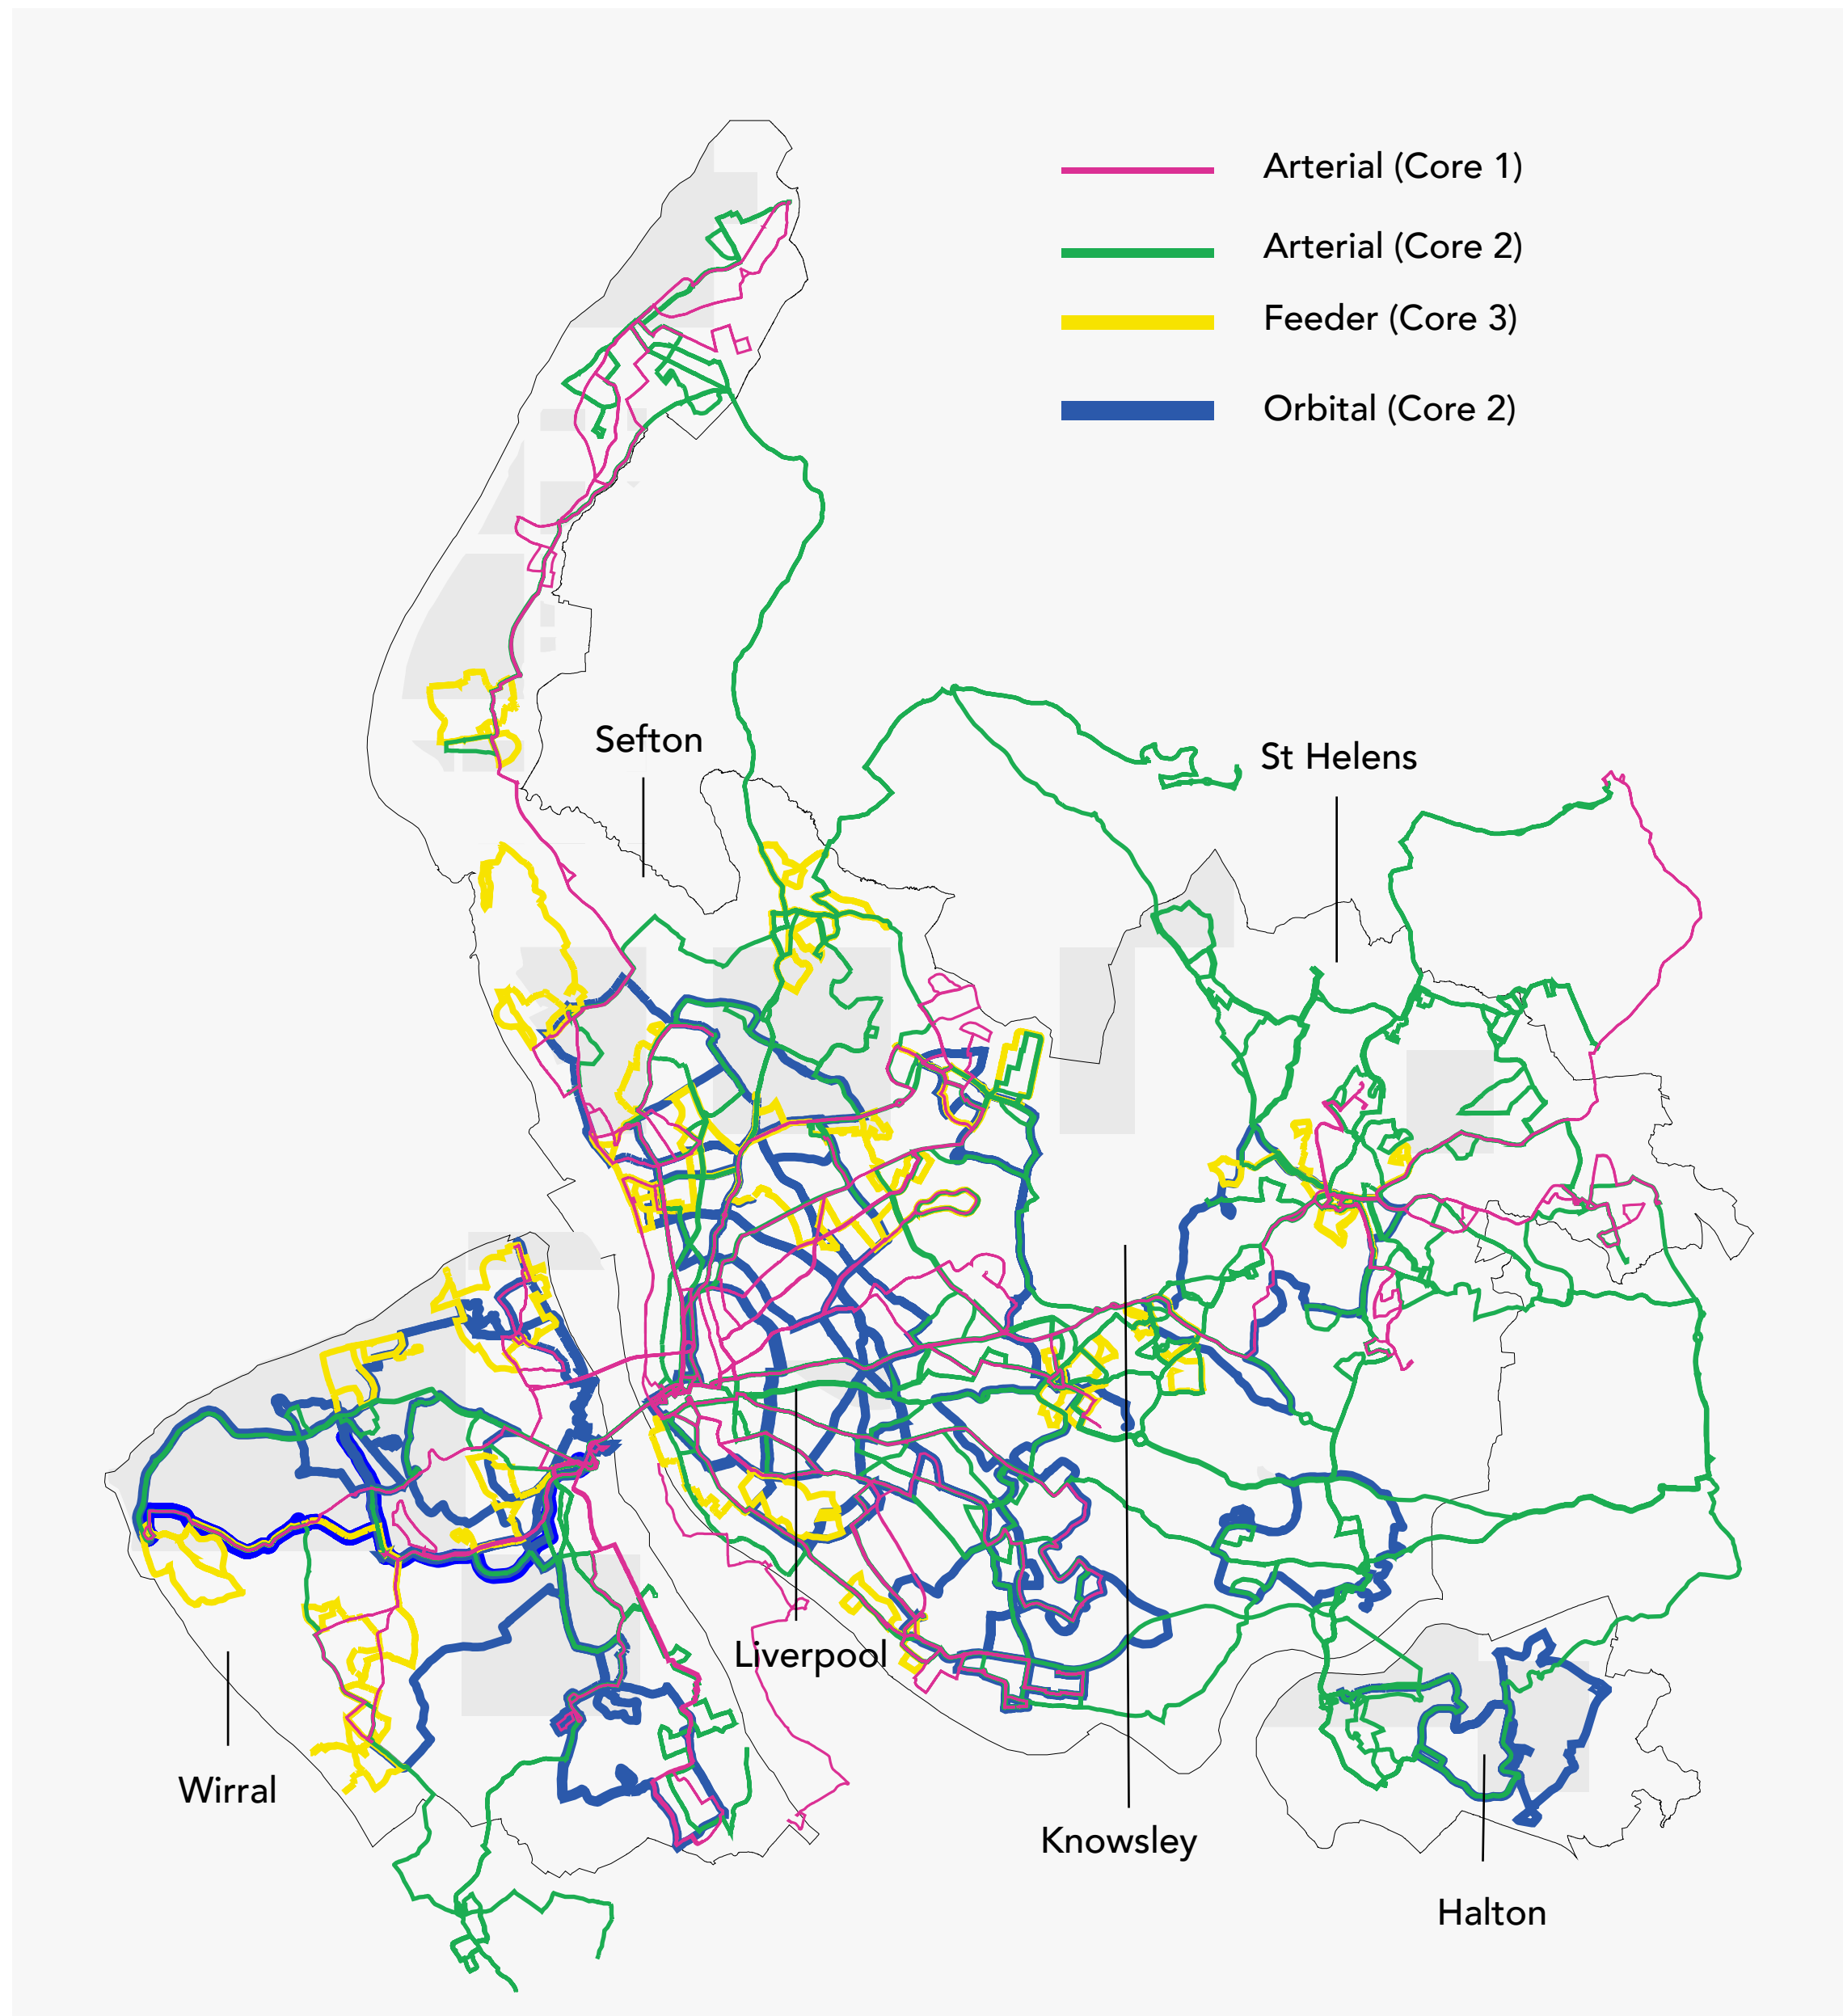 Arterial (Core 1)
Arterial (Core 2)
Feeder (Core 3)
Orbital (Core 2)
Sefton
St Helens
Liverpool
Wirral
Knowsley
Halton